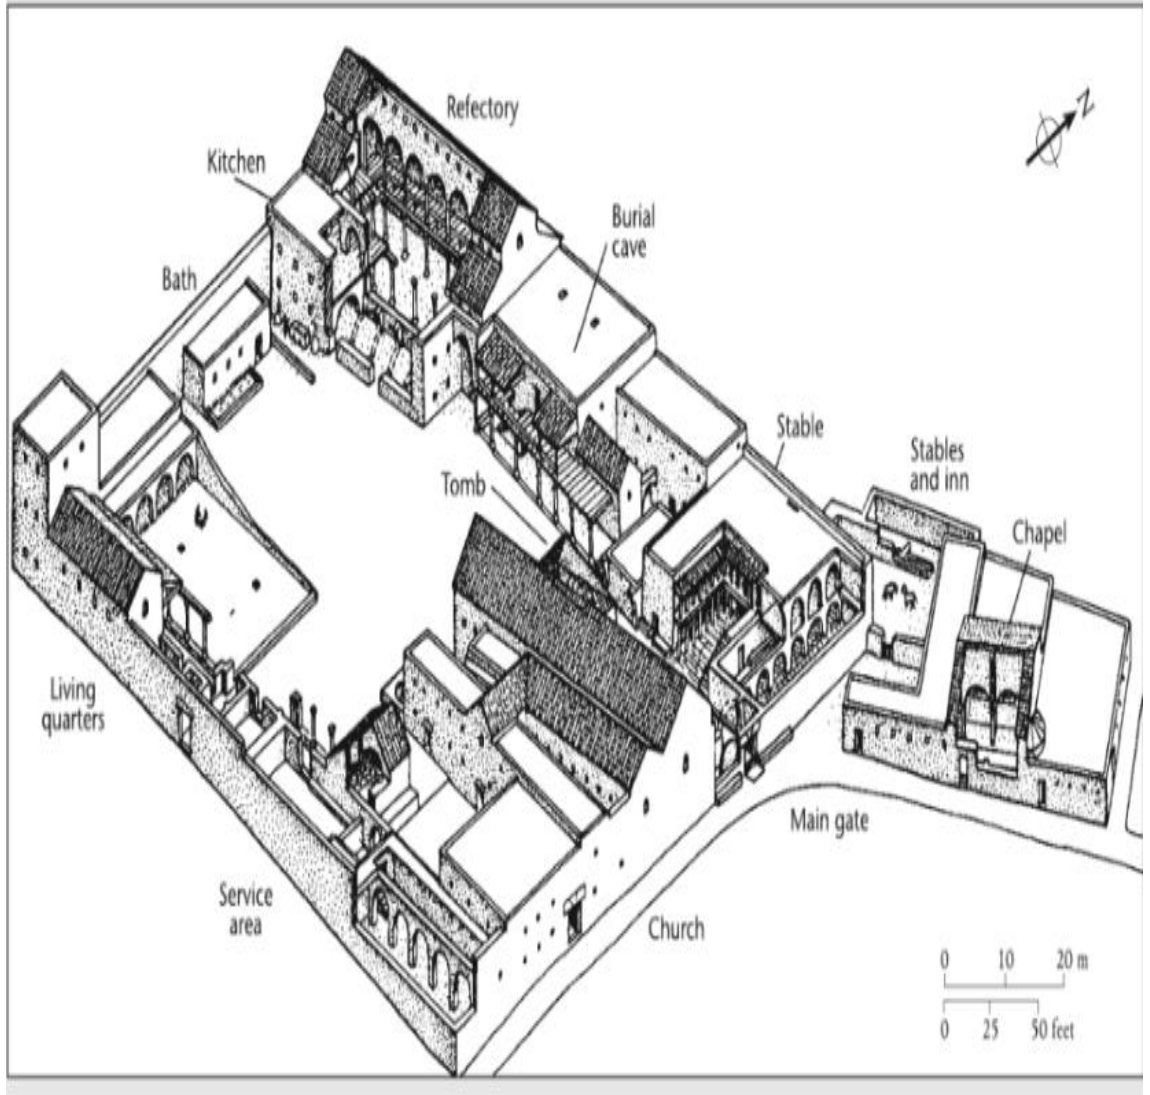 N
Refectory
Kitchen
Burial
cave
Bath
Stable
Stables
and inn
Tomb
Chapel
Living
quarters
Main gate
Service
area
Church
0 10 20 m
0 25 50 feet